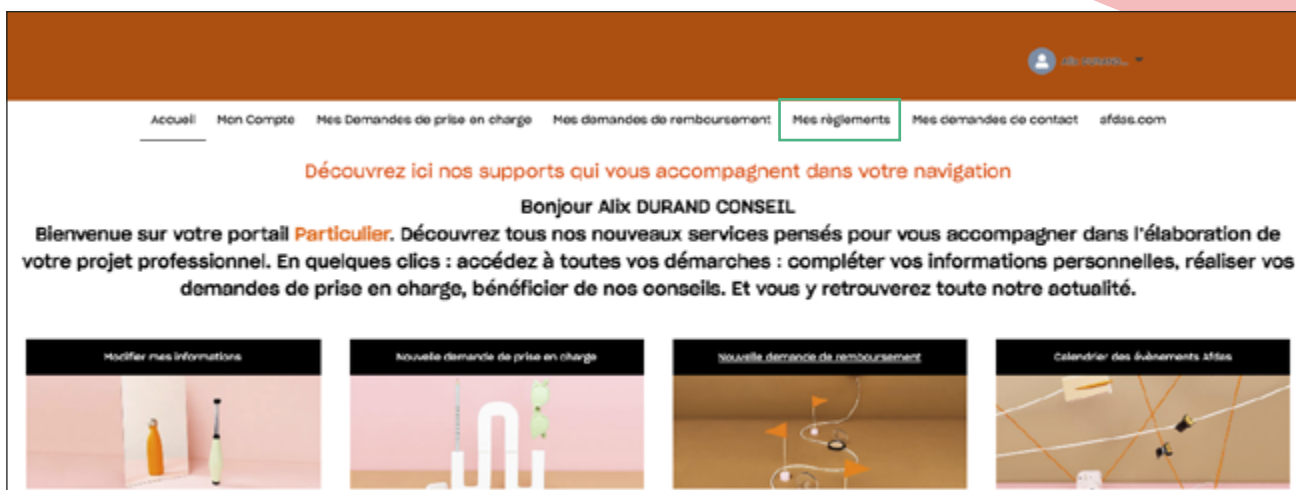 Alix DURAND...
Accueil Mon Compte Mes Demandes de prise en charge Mes demandes de remboursement Mes règlements Mes demandes de contact afdas.com
Découvrez ici nos supports qui vous accompagnent dans votre navigation
Bonjour Alix DURAND CONSEIL
Bienvenue sur votre portail Particulier. Découvrez tous nos nouveaux services pensés pour vous accompagner dans l'élaboration de
votre projet professionnel. En quelques clics : accédez à toutes vos démarches : compléter vos informations personnelles, réaliser vos
demandes de prise en charge, bénéficier de nos conseils. Et vous y retrouverez toute notre actualité.
Modifier mes informations Nouvelle demande de prise en charge Nouvelle demande de remboursement Calendrier des évènements Afdas